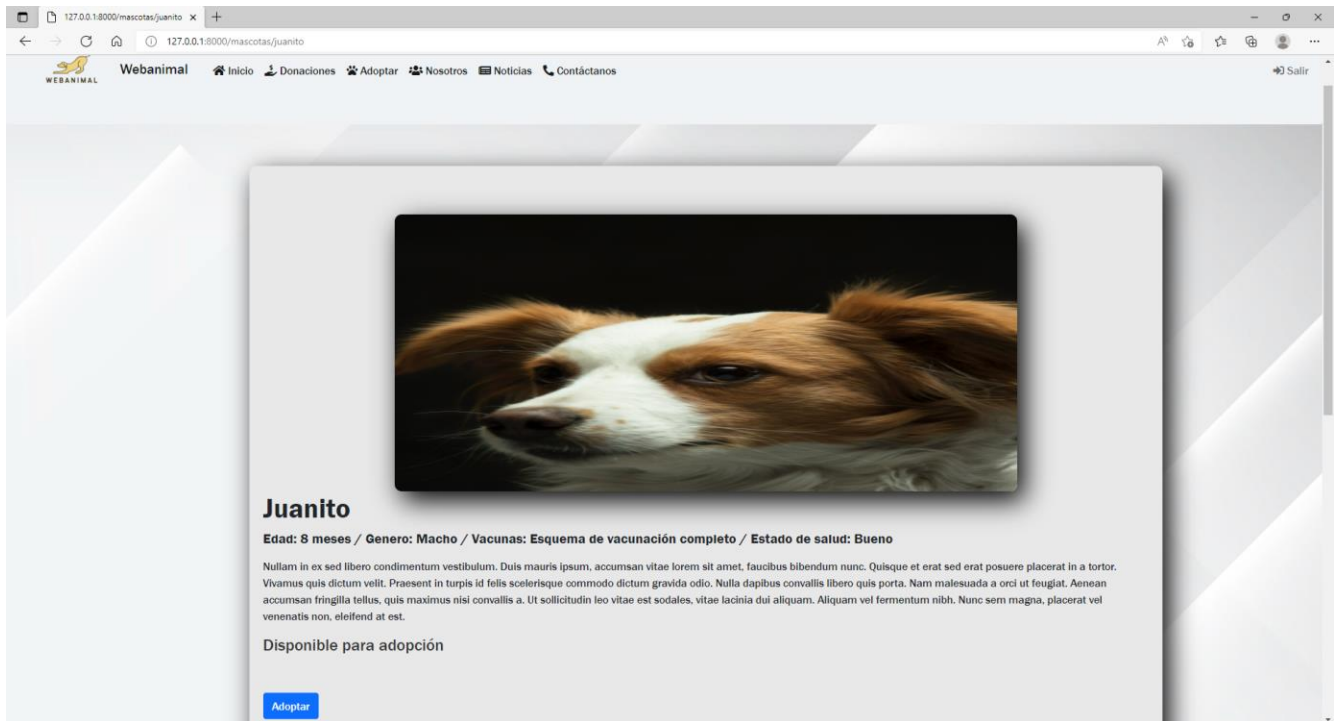 127.0.0.1:8000/mascotas/juanito
127.0.0.1:8000/mascotas/juanito
WEBANIMAL
Webanimal Inicio Donaciones Adoptar Nosotros Noticias Contáctanos Salir
Juanito
Edad: 8 meses / Genero: Macho / Vacunas: Esquema de vacunación completo / Estado de salud: Bueno
Nullam in ex sed libero condimentum vestibulum. Duis mauris ipsum, accumsan vitae lorem sit amet, faucibus bibendum nunc. Quisque et erat sed erat posuere placerat in a tortor.
Vivamus quis dictum velit. Praesent in turpis id felis scelerisque commodo dictum gravida odio. Nulla dapibus convallis libero quis porta. Nam malesuada a orci ut feugiat. Aenean
accumsan fringilla tellus, quis maximus nisi convallis a. Ut sollicitudin leo vitae est sodales, vitae lacinia dui aliquam. Aliquam vel fermentum nibh. Nunc sem magna, placerat vel
venenatis non, eleifend at est.
Disponible para adopción
Adoptar